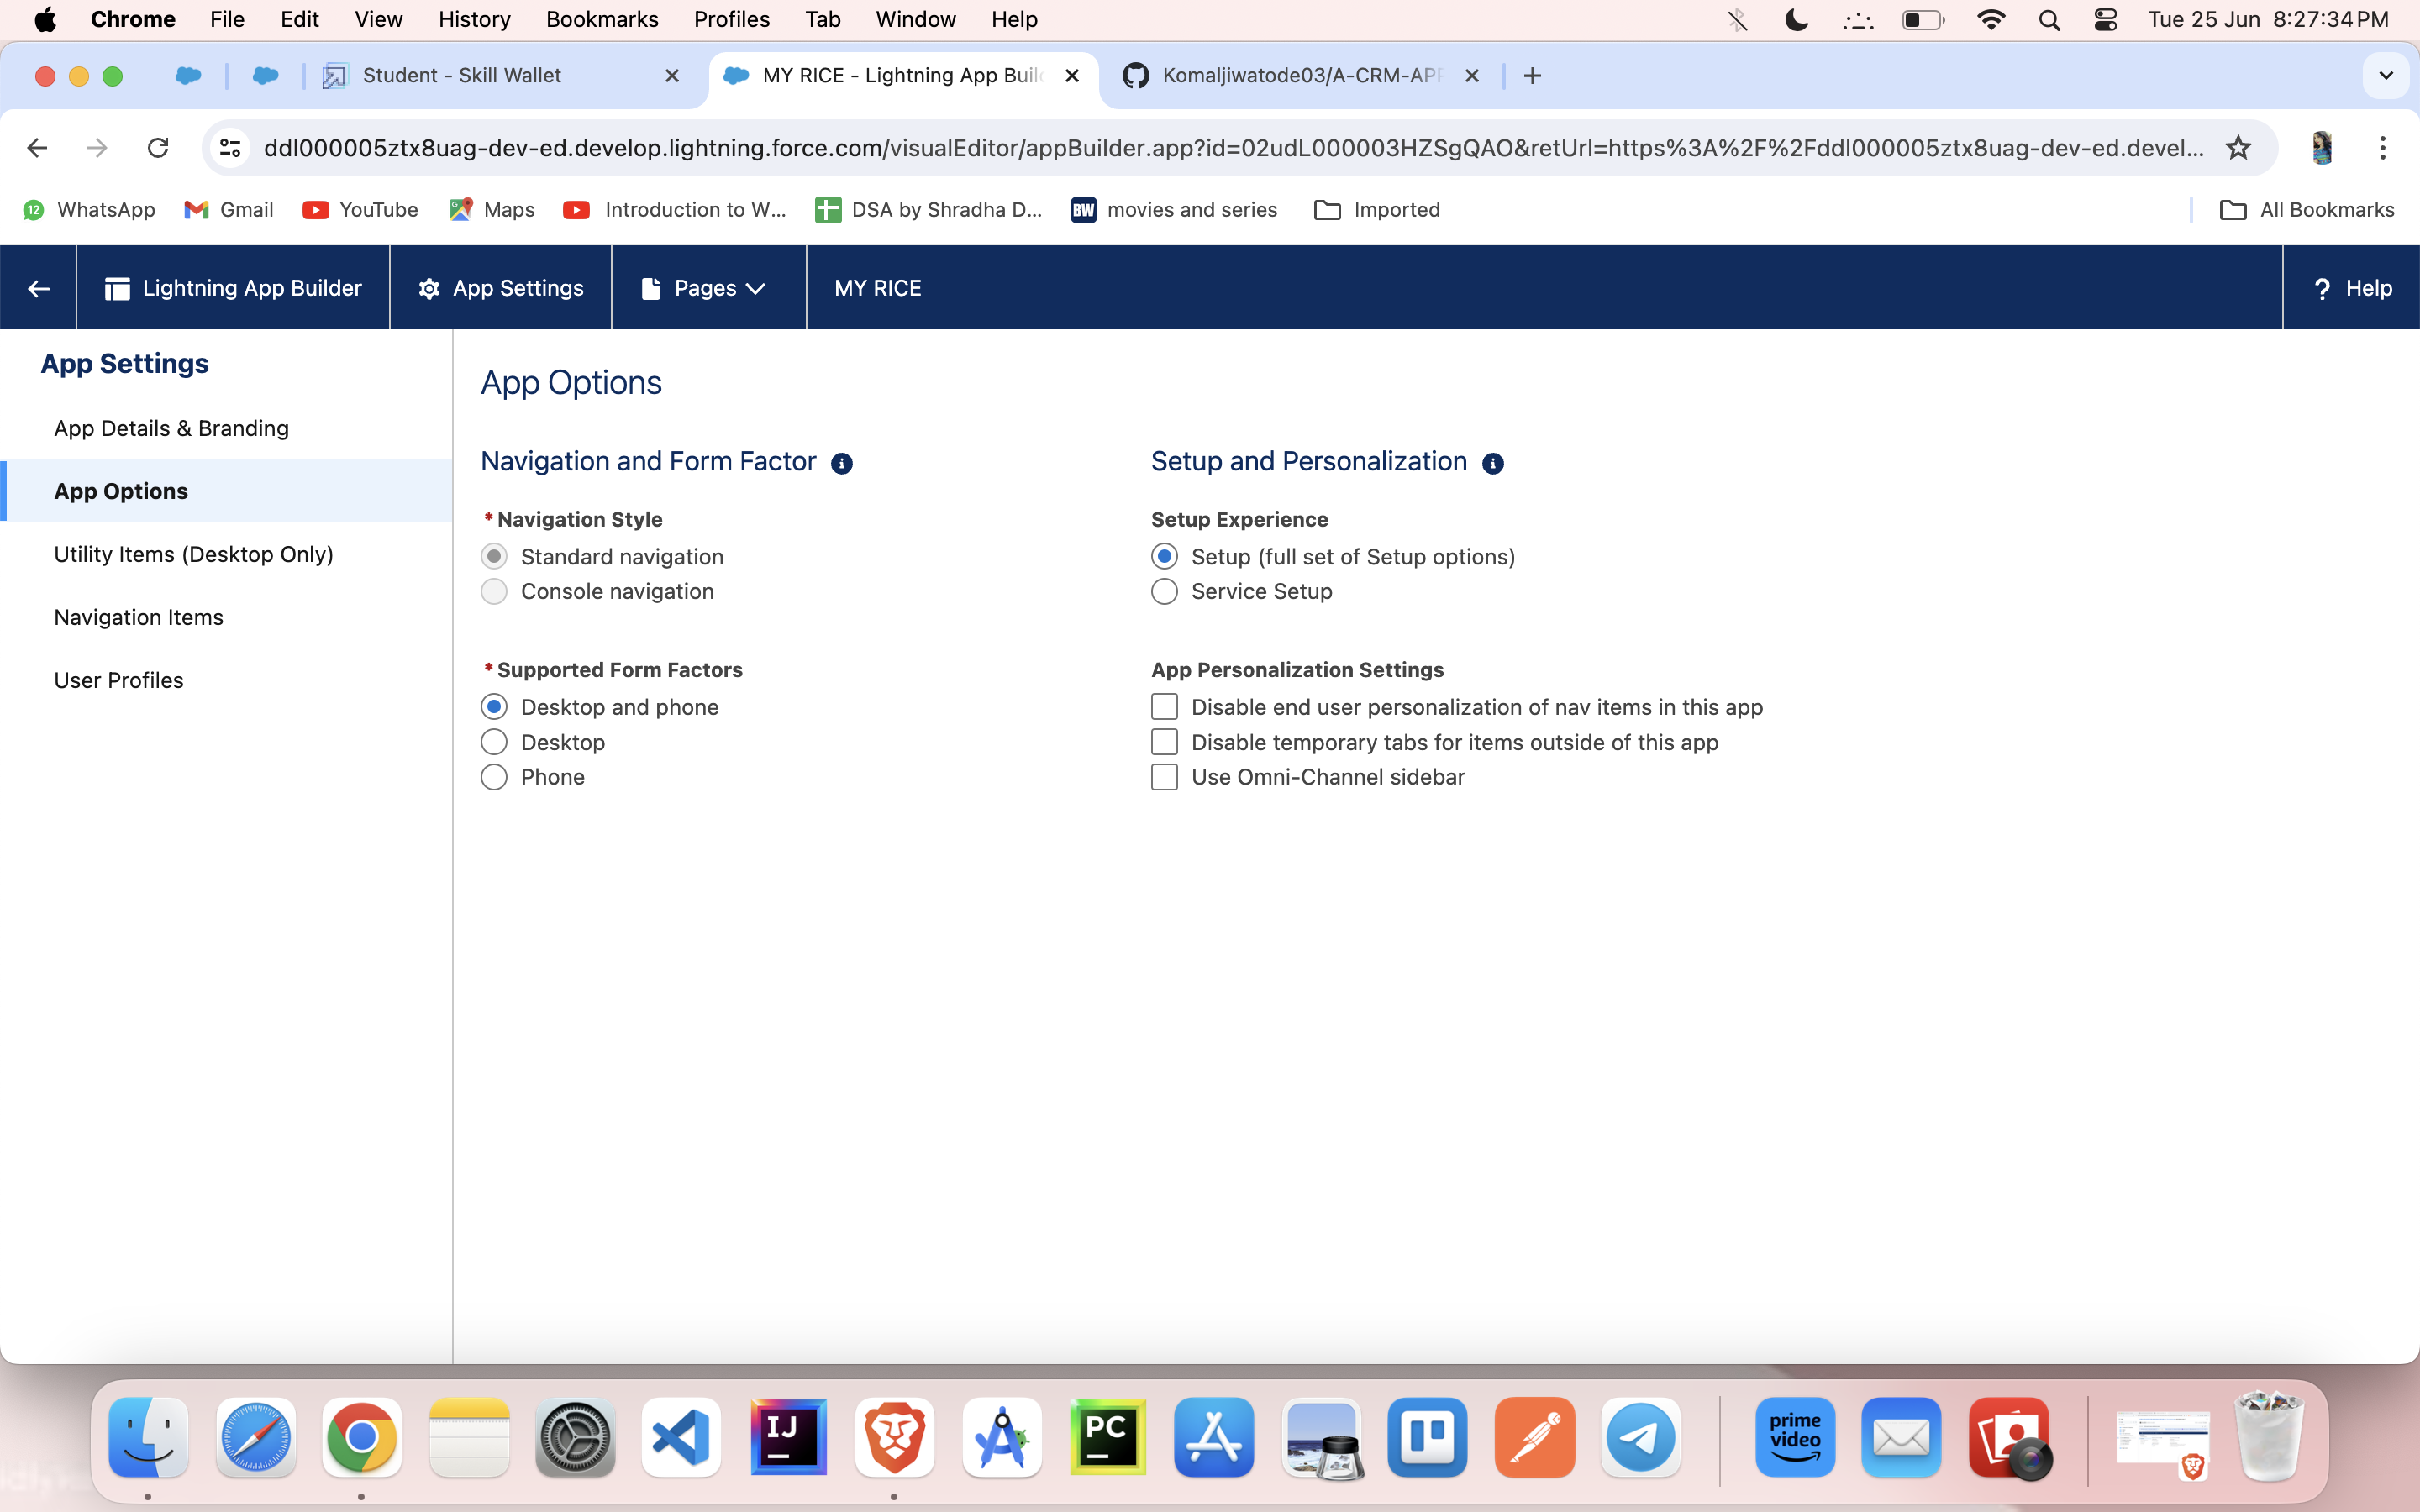 Chrome File Edit View History Bookmarks Profiles Tab Window Help Tue 25 Jun 8:27:34 PM
Student - Skill Wallet MY RICE - Lightning App Buil Komaljiwatode03/A-CRM-APP
ddl000005ztx8uag-dev-ed.develop.lightning.force.com/visualEditor/appBuilder.app?id=02udL000003HZSgQAO&retUrl=https%3A%2F%2Fddl000005ztx8uag-dev-ed.devel...
12 WhatsApp Gmail YouTube Maps Introduction to W... DSA by Shradha D... BW movies and series Imported All Bookmarks
Lightning App Builder App Settings Pages MY RICE ? Help
App Settings
App Details & Branding
App Options
Utility Items (Desktop Only)
Navigation Items
User Profiles
App Options
Navigation and Form Factor
* Navigation Style
Standard navigation
Console navigation
* Supported Form Factors
Desktop and phone
Desktop
Phone
Setup and Personalization
Setup Experience
Setup (full set of Setup options)
Service Setup
App Personalization Settings
Disable end user personalization of nav items in this app
Disable temporary tabs for items outside of this app
Use Omni-Channel sidebar
IJ
PC
prime
video